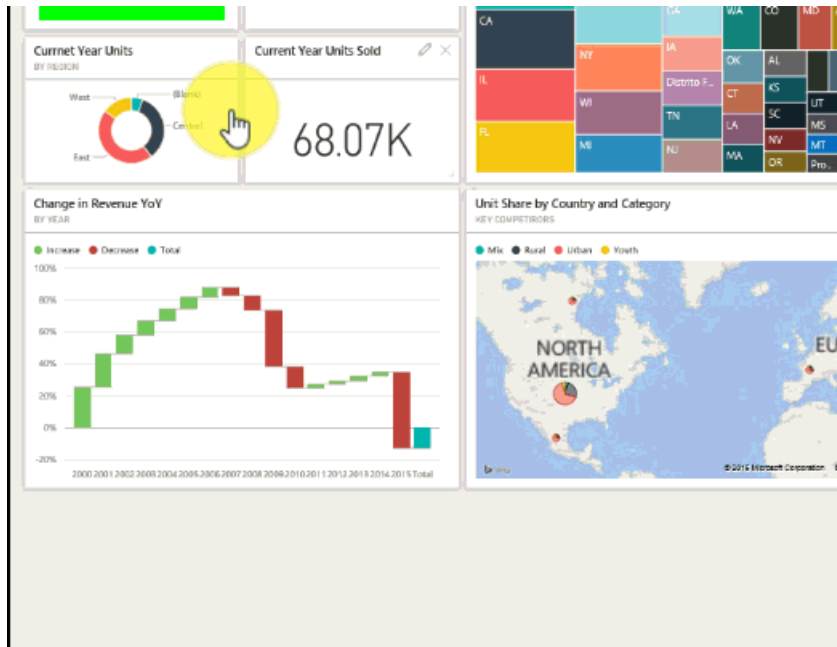 CA
IL
FL
NY
WI
MI
GA
IA
Distrito F...
TN
NJ
WA
CO
MD
OK
AL
CT
KS
LA
SC
UT
NV
MS
MA
OR
MT
Pro...
Currnet Year Units
BY REGION
West
(Blank)
Central
East
Current Year Units Sold
68.07K
Change in Revenue YoY
BY YEAR
Increase Decrease Total
100%
80%
60%
40%
20%
0%
-20%
2000 2001 2002 2003 2004 2005 2006 2007 2008 2009 2010 2011 2012 2013 2014 2015 Total
Unit Share by Country and Category
KEY COMPETIRORS
Mix Rural Urban Youth
NORTH
AMERICA
EU
© 2015 Microsoft Corporation